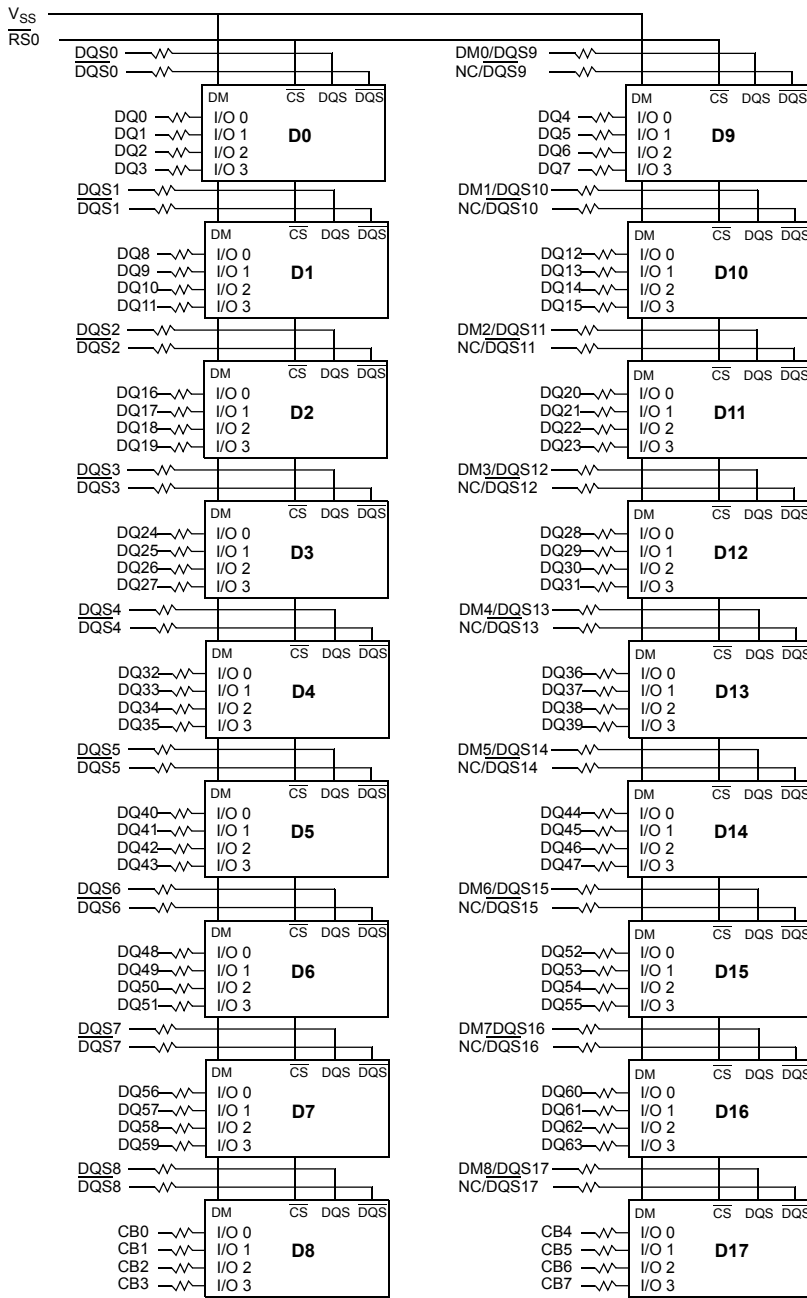 VSS
RS0
DQS0
DQS0
DM CS DQS DQS
DQ0 I/O 0
DQ1 I/O 1 D0
DQ2 I/O 2
DQ3 I/O 3
DQS1
DQS1
DM CS DQS DQS
DQ8 I/O 0
DQ9 I/O 1 D1
DQ10 I/O 2
DQ11 I/O 3
DQS2
DQS2
DM CS DQS DQS
DQ16 I/O 0
DQ17 I/O 1 D2
DQ18 I/O 2
DQ19 I/O 3
DQS3
DQS3
DM CS DQS DQS
DQ24 I/O 0
DQ25 I/O 1 D3
DQ26 I/O 2
DQ27 I/O 3
DQS4
DQS4
DM CS DQS DQS
DQ32 I/O 0
DQ33 I/O 1 D4
DQ34 I/O 2
DQ35 I/O 3
DQS5
DQS5
DM CS DQS DQS
DQ40 I/O 0
DQ41 I/O 1 D5
DQ42 I/O 2
DQ43 I/O 3
DQS6
DQS6
DM CS DQS DQS
DQ48 I/O 0
DQ49 I/O 1 D6
DQ50 I/O 2
DQ51 I/O 3
DQS7
DQS7
DM CS DQS DQS
DQ56 I/O 0
DQ57 I/O 1 D7
DQ58 I/O 2
DQ59 I/O 3
DQS8
DQS8
DM CS DQS DQS
CB0 I/O 0
CB1 I/O 1 D8
CB2 I/O 2
CB3 I/O 3
DM0/DQS9
NC/DQS9
DM CS DQS DQS
DQ4 I/O 0
DQ5 I/O 1 D9
DQ6 I/O 2
DQ7 I/O 3
DM1/DQS10
NC/DQS10
DM CS DQS DQS
DQ12 I/O 0
DQ13 I/O 1 D10
DQ14 I/O 2
DQ15 I/O 3
DM2/DQS11
NC/DQS11
DM CS DQS DQS
DQ20 I/O 0
DQ21 I/O 1 D11
DQ22 I/O 2
DQ23 I/O 3
DM3/DQS12
NC/DQS12
DM CS DQS DQS
DQ28 I/O 0
DQ29 I/O 1 D12
DQ30 I/O 2
DQ31 I/O 3
DM4/DQS13
NC/DQS13
DM CS DQS DQS
DQ36 I/O 0
DQ37 I/O 1 D13
DQ38 I/O 2
DQ39 I/O 3
DM5/DQS14
NC/DQS14
DM CS DQS DQS
DQ44 I/O 0
DQ45 I/O 1 D14
DQ46 I/O 2
DQ47 I/O 3
DM6/DQS15
NC/DQS15
DM CS DQS DQS
DQ52 I/O 0
DQ53 I/O 1 D15
DQ54 I/O 2
DQ55 I/O 3
DM7DQS16
NC/DQS16
DM CS DQS DQS
DQ60 I/O 0
DQ61 I/O 1 D16
DQ62 I/O 2
DQ63 I/O 3
DM8/DQS17
NC/DQS17
DM CS DQS DQS
CB4 I/O 0
CB5 I/O 1 D17
CB6 I/O 2
CB7 I/O 3